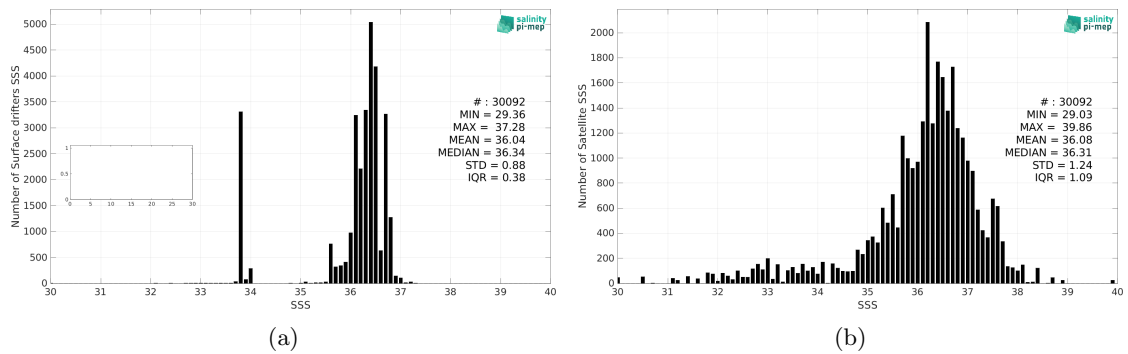 Number of Surface drifters SSS
5000
4500
4000
3500
3000
2500
2000
1500
1000
500
0
30 31 32 33 34 35 36 37 38 39 40
SSS
salinity
pi-mep
# : 30092
MIN = 29.36
MAX = 37.28
MEAN = 36.04
MEDIAN = 36.34
STD = 0.88
IQR = 0.38
1
0.5
0
0 5 10 15 20 25 30
(a)
Number of Satellite SSS
2000
1800
1600
1400
1200
1000
800
600
400
200
0
30 31 32 33 34 35 36 37 38 39 40
SSS
salinity
pi-mep
# : 30092
MIN = 29.03
MAX = 39.86
MEAN = 36.08
MEDIAN = 36.31
STD = 1.24
IQR = 1.09
(b)